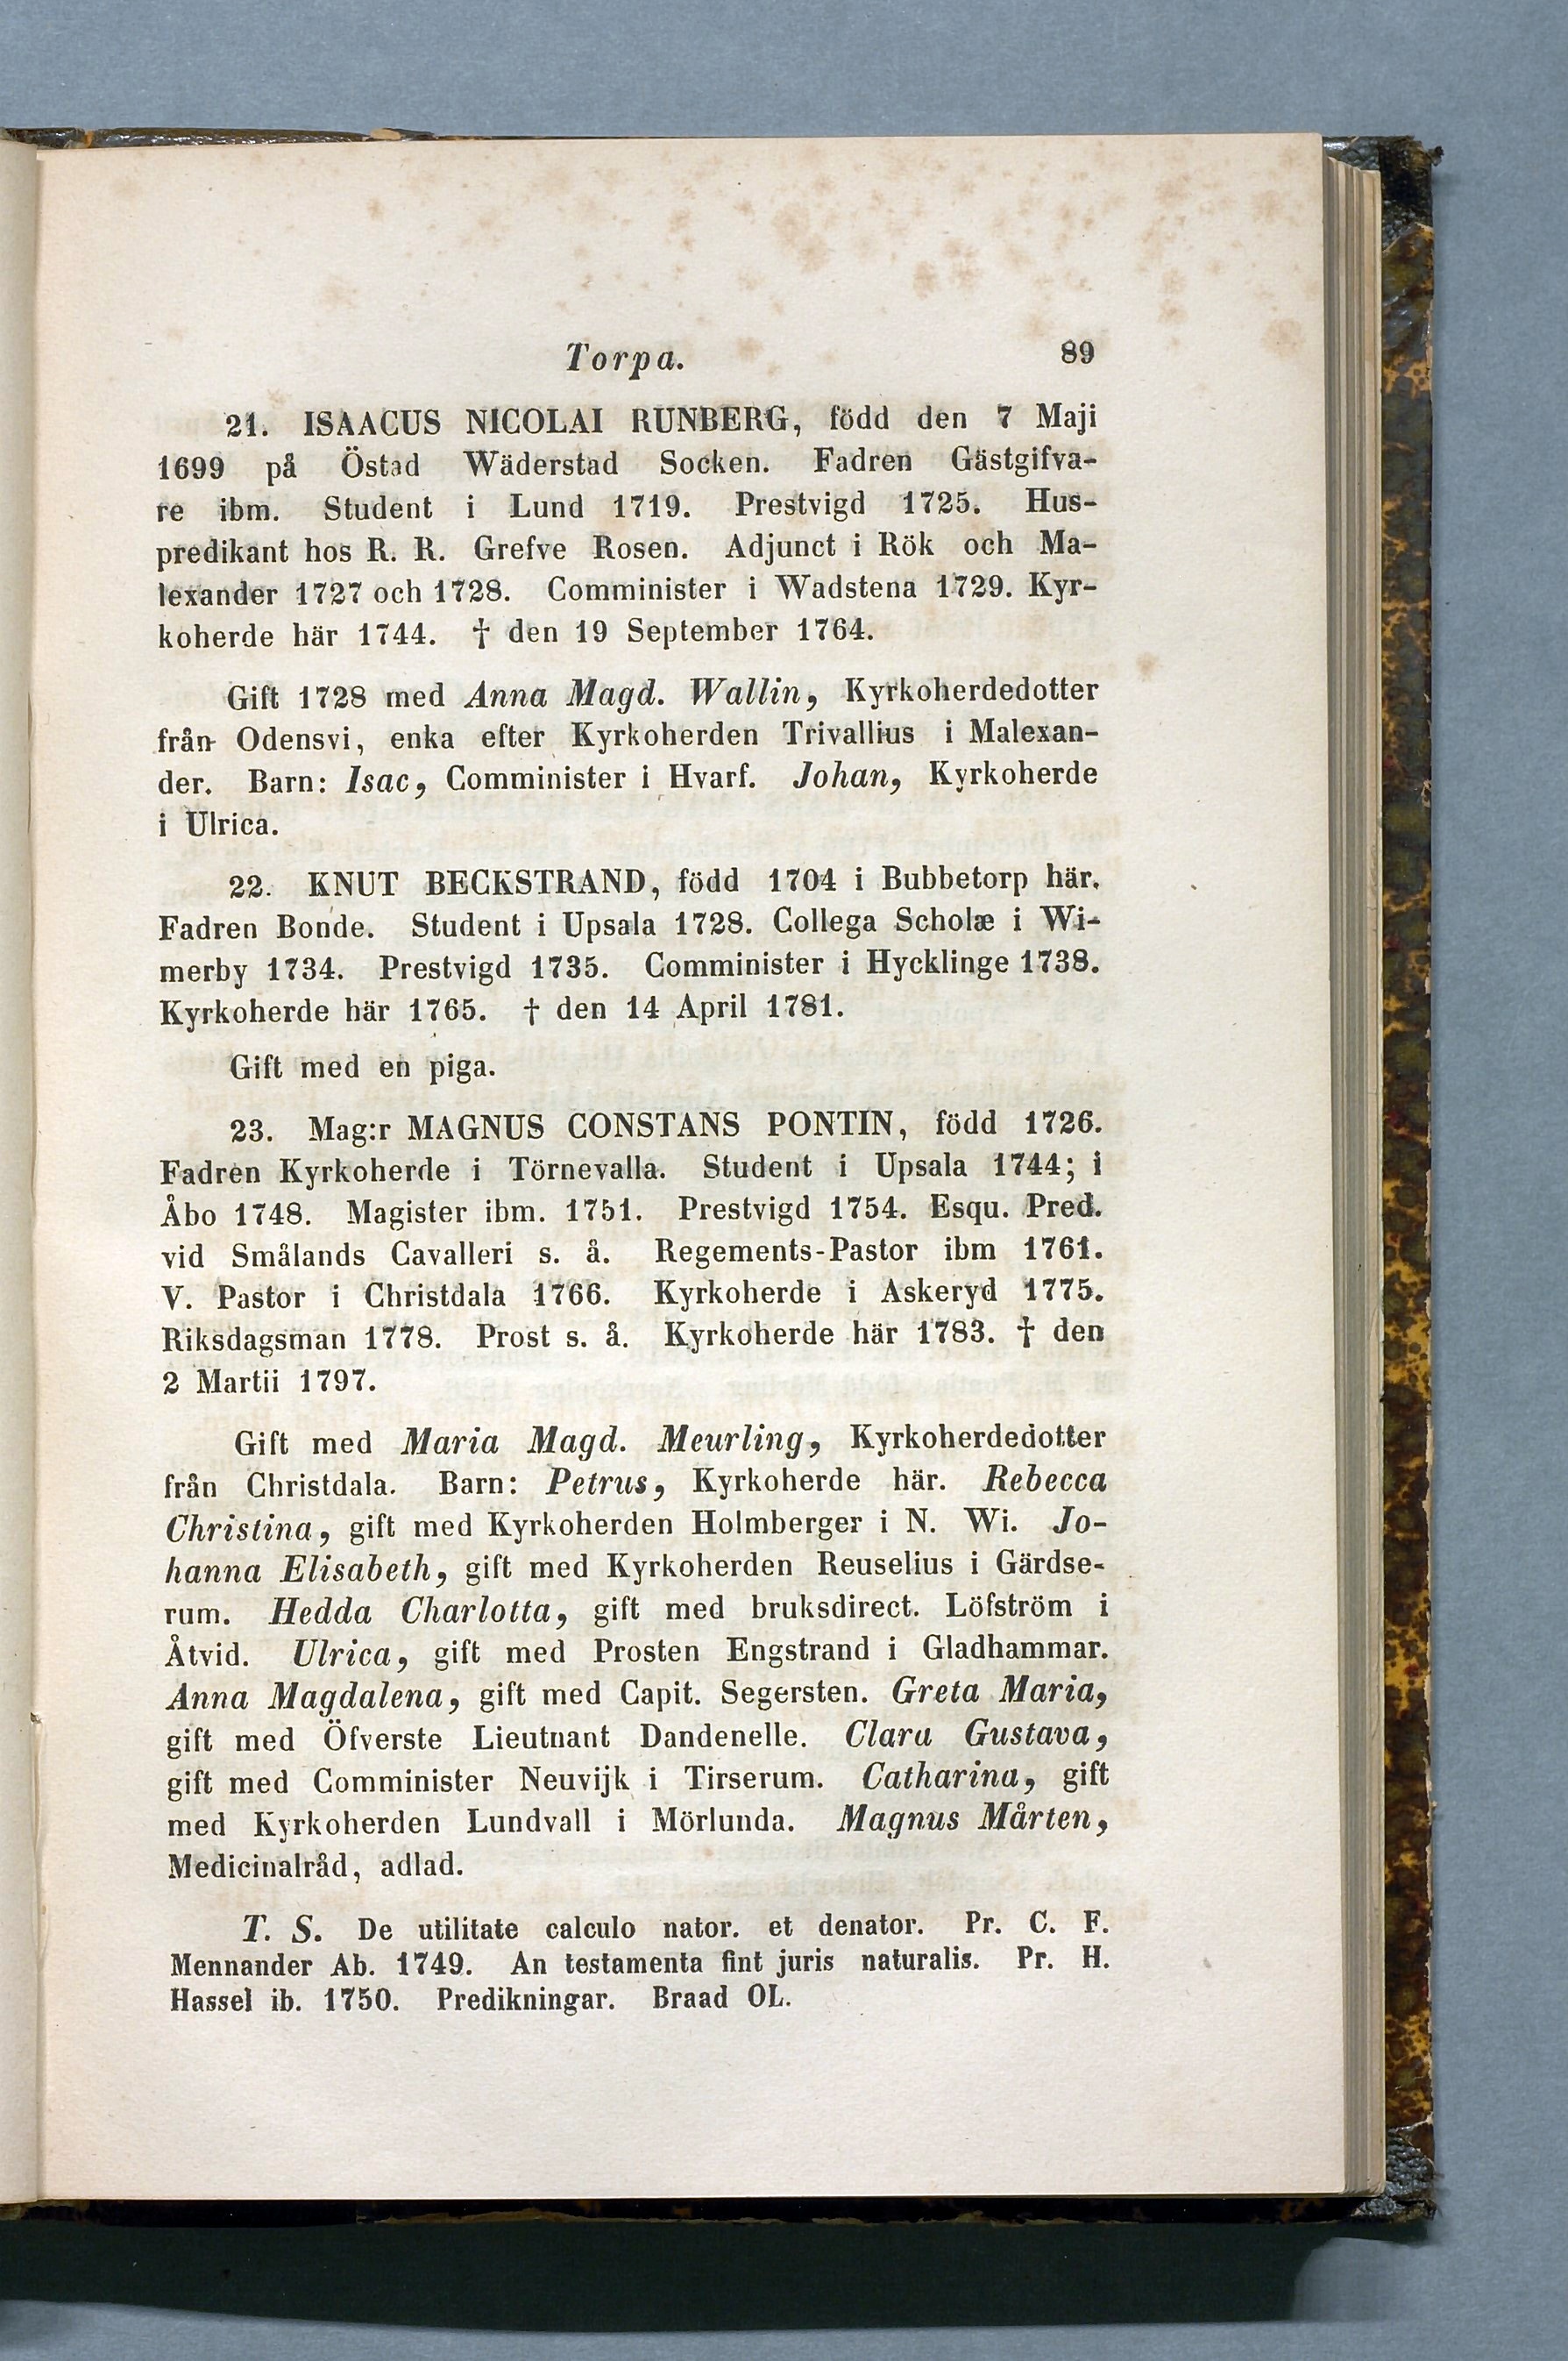 Torpa. 89
21. ISAACUS NICOLAI RUNBERG, född den 7 Maji
1699 på Östad Wäderstad Socken. Fadren Gästgifva-
re ibm. Student i Lund 1719. Prestvigd 1725. Hus-
predikant hos R. R. Grefve Rosen. Adjunct i Rök och Ma-
lexander 1727 och 1728. Comminister i Wadstena 1729. Kyr-
koherde här 1744. † den 19 September 1764.
Gift 1728 med Anna Magd. Wallin, Kyrkoherdedotter
från Odensvi, enka efter Kyrkoherden Trivallius i Malexan-
der. Barn: Isac, Comminister i Hvarf. Johan, Kyrkoherde
i Ulrica.
22. KNUT BECKSTRAND, född 1704 i Bubbetorp här.
Fadren Bonde. Student i Upsala 1728. Collega Scholæ i Wi-
merby 1734. Prestvigd 1735. Comminister i Hycklinge 1738.
Kyrkoherde här 1765. † den 14 April 1781.
Gift med en piga.
23. Mag:r MAGNUS CONSTANS PONTIN, född 1726.
Fadren Kyrkoherde i Törnevalla. Student i Upsala 1744; i
Åbo 1748. Magister ibm. 1751. Prestvigd 1754. Esqu. Pred.
vid Smålands Cavalleri s. å. Regements-Pastor ibm 1761.
V. Pastor i Christdala 1766. Kyrkoherde i Askeryd 1775.
Riksdagsman 1778. Prost s. å. Kyrkoherde här 1783. † den
2 Martii 1797.
Gift med Maria Magd. Meurling, Kyrkoherdedotter
från Christdala. Barn: Petrus, Kyrkoherde här. Rebecca
Christina, gift med Kyrkoherden Holmberger i N. Wi. Jo-
hanna Elisabeth, gift med Kyrkoherden Reuselius i Gärdse-
rum. Hedda Charlotta, gift med bruksdirect. Löfström i
Åtvid. Ulrica, gift med Prosten Engstrand i Gladhammar.
Anna Magdalena, gift med Capit. Segersten. Greta Maria,
gift med Öfverste Lieutnant Dandenelle. Clara Gustava,
gift med Comminister Neuvijk i Tirserum. Catharina, gift
med Kyrkoherden Lundvall i Mörlunda. Magnus Mårten,
Medicinalråd, adlad.
T. S. De utilitate calculo nator. et denator. Pr. C. F.
Mennander Ab. 1749. An testamenta fint juris naturalis. Pr. H.
Hassel ib. 1750. Predikningar. Braad OL.